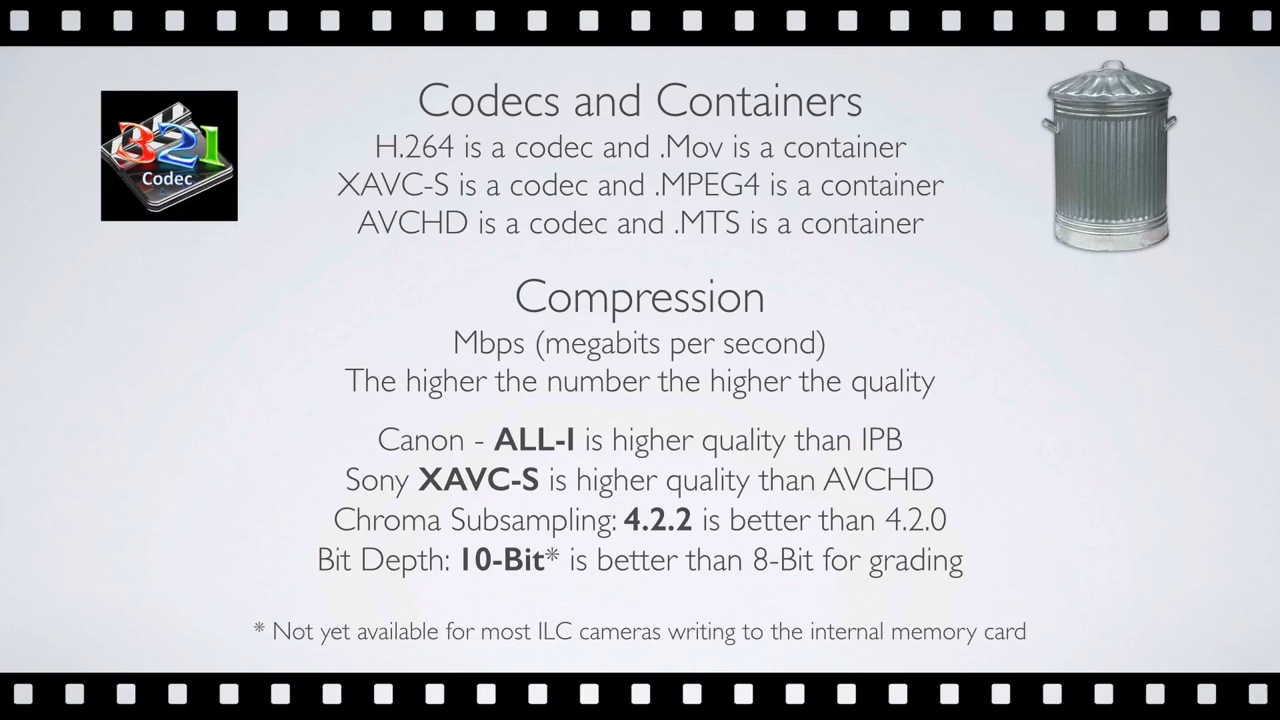 321
Codec
Codecs and Containers
H.264 is a codec and .Mov is a container
XAVC-S is a codec and .MPEG4 is a container
AVCHD is a codec and .MTS is a container
Compression
Mbps (megabits per second)
The higher the number the higher the quality
Canon - ALL-I is higher quality than IPB
Sony XAVC-S is higher quality than AVCHD
Chroma Subsampling: 4.2.2 is better than 4.2.0
Bit Depth: 10-Bit* is better than 8-Bit for grading
* Not yet available for most ILC cameras writing to the internal memory card